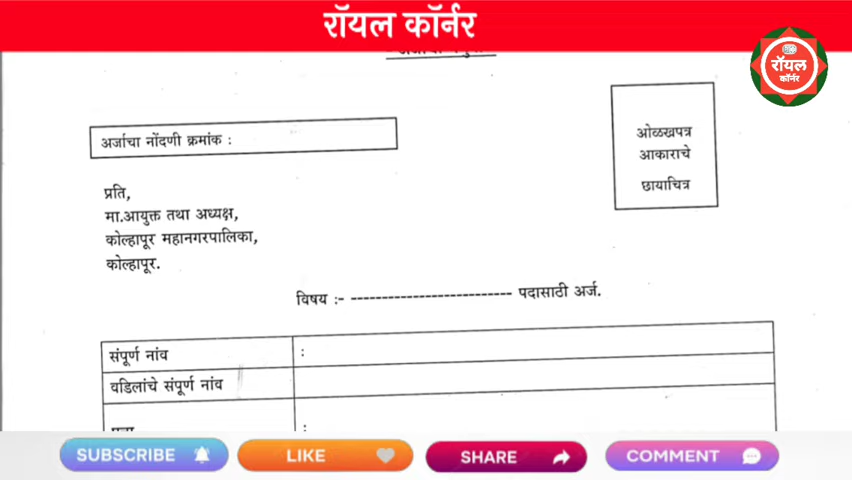 रॉयल कॉर्नर
रॉयल
कॉर्नर
ओळखपत्र
आकाराचे
छायाचित्र
अर्जाचा नोंदणी क्रमांक :
प्रति,
मा.आयुक्त तथा अध्यक्ष,
कोल्हापूर महानगरपालिका,
कोल्हापूर.
विषय :- -------------------------- पदासाठी अर्ज.
संपूर्ण नांव :
वडिलांचे संपूर्ण नांव
:
SUBSCRIBE
LIKE
SHARE
COMMENT